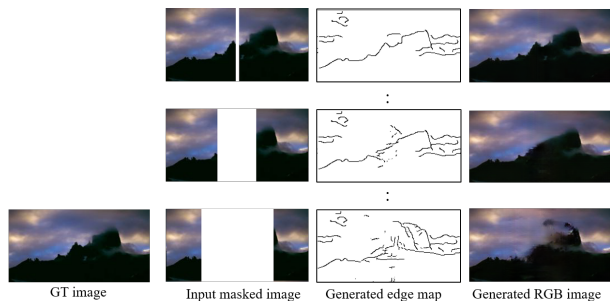 GT image
Input masked image
Generated edge map
Generated RGB image